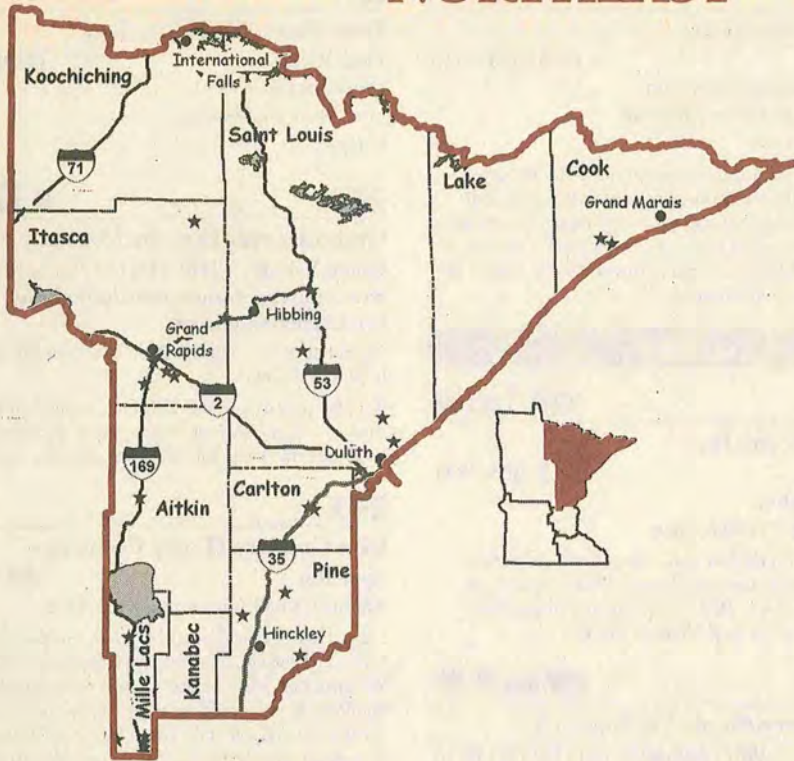 NORTHEAST
International
Falls
Koochiching
Saint Louis
71
Lake
Cook
Grand Marais
Itasca
Grand
Rapids
Hibbing
2
53
169
Duluth
Aitkin
Carlton
35
Pine
Mille Lacs
Kanabec
Hinckley